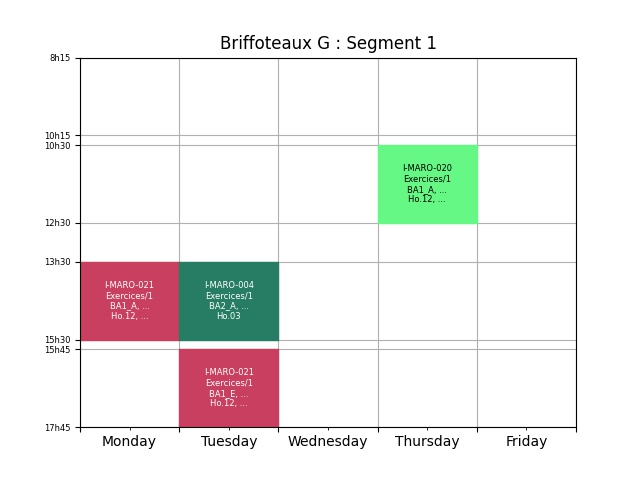 Briffoteaux G : Segment 1
8h15
10h15
10h30
I-MARO-020
Exercices/1
BA1_A, ...
Ho.12, ...
12h30
13h30
I-MARO-021
Exercices/1
BA1_A, ...
Ho.12, ...
I-MARO-004
Exercices/1
BA2_A, ...
Ho.03
15h30
15h45
I-MARO-021
Exercices/1
BA1_E, ...
Ho.12, ...
17h45
Monday Tuesday Wednesday Thursday Friday